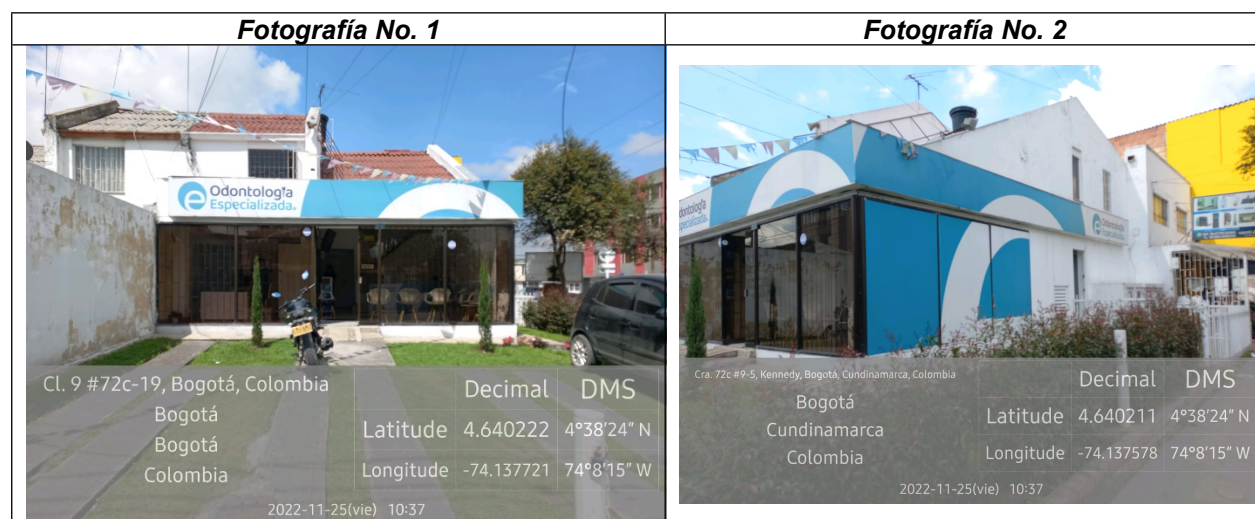 Fotografía No. 1
Odontología
Especializada.
Cl. 9 #72c-19, Bogotá, Colombia
Bogotá
Bogotá
Colombia
Decimal DMS
Latitude 4.640222 4°38'24" N
Longitude -74.137721 74°8'15" W
2022-11-25(vie) 10:37
Fotografía No. 2
dontología
specializada.
Odontología
Especializada.
Cra. 72c #9-5, Kennedy, Bogotá, Cundinamarca, Colombia
Bogotá
Cundinamarca
Colombia
Decimal DMS
Latitude 4.640211 4°38'24" N
Longitude -74.137578 74°8'15" W
2022-11-25(vie) 10:37